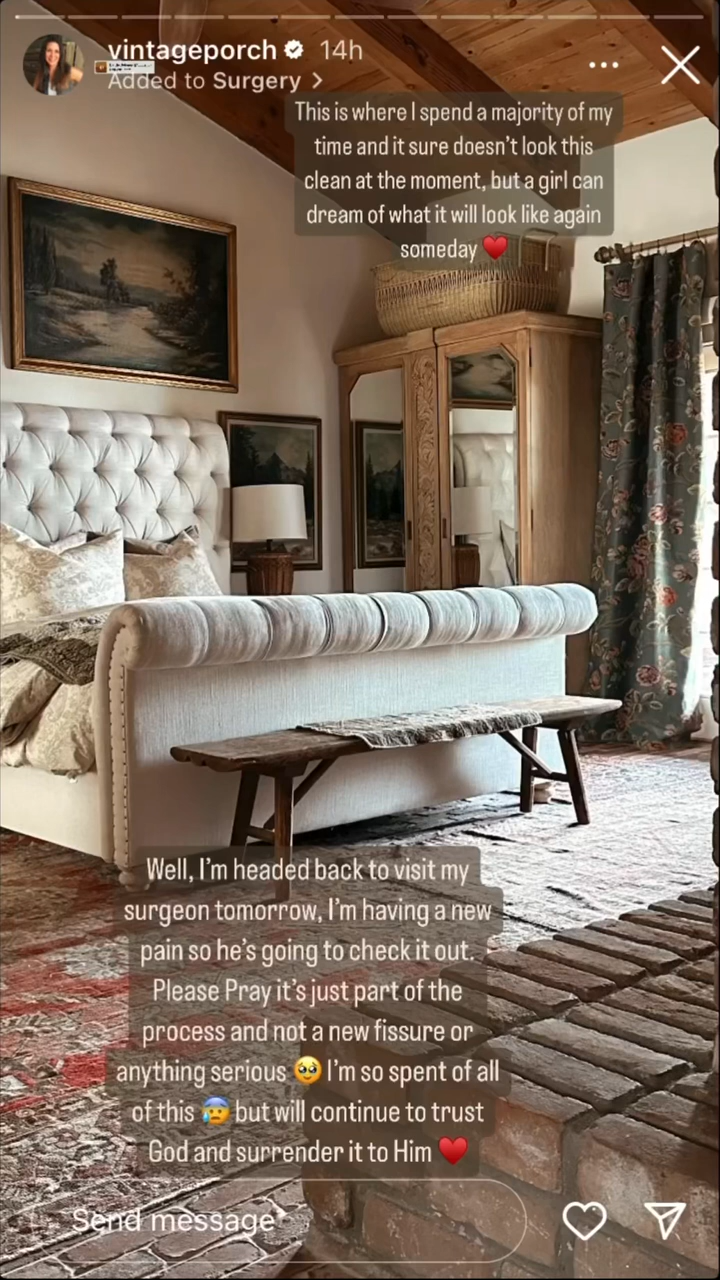 vintageporch 14h
Added to Surgery >
This is where I spend a majority of my
time and it sure doesn't look this
clean at the moment, but a girl can
dream of what it will look like again
someday ♥️
Well, I'm headed back to visit my
surgeon tomorrow, I'm having a new
pain so he's going to check it out.
Please Pray it's just part of the
process and not a new fissure or
anything serious 🥹 I'm so spent of all
of this 😰 but will continue to trust
God and surrender it to Him ♥️
Send message